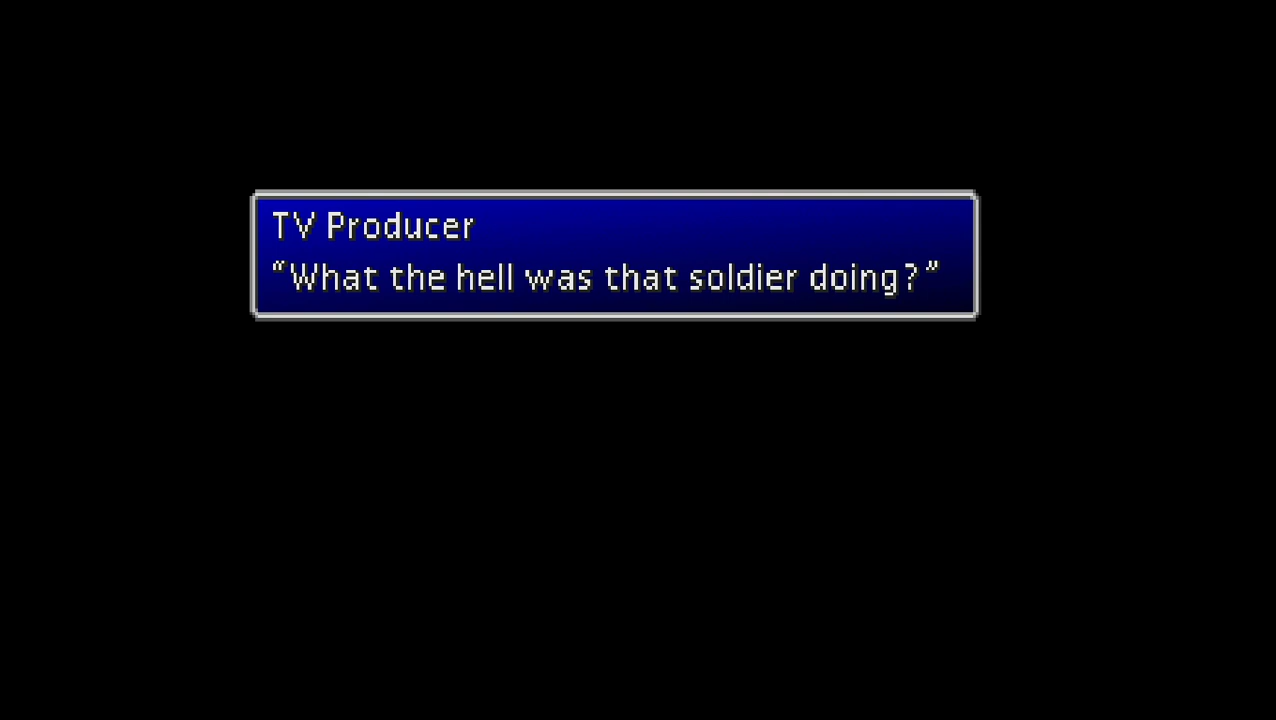 TV Producer
“What the hell was that soldier doing?”